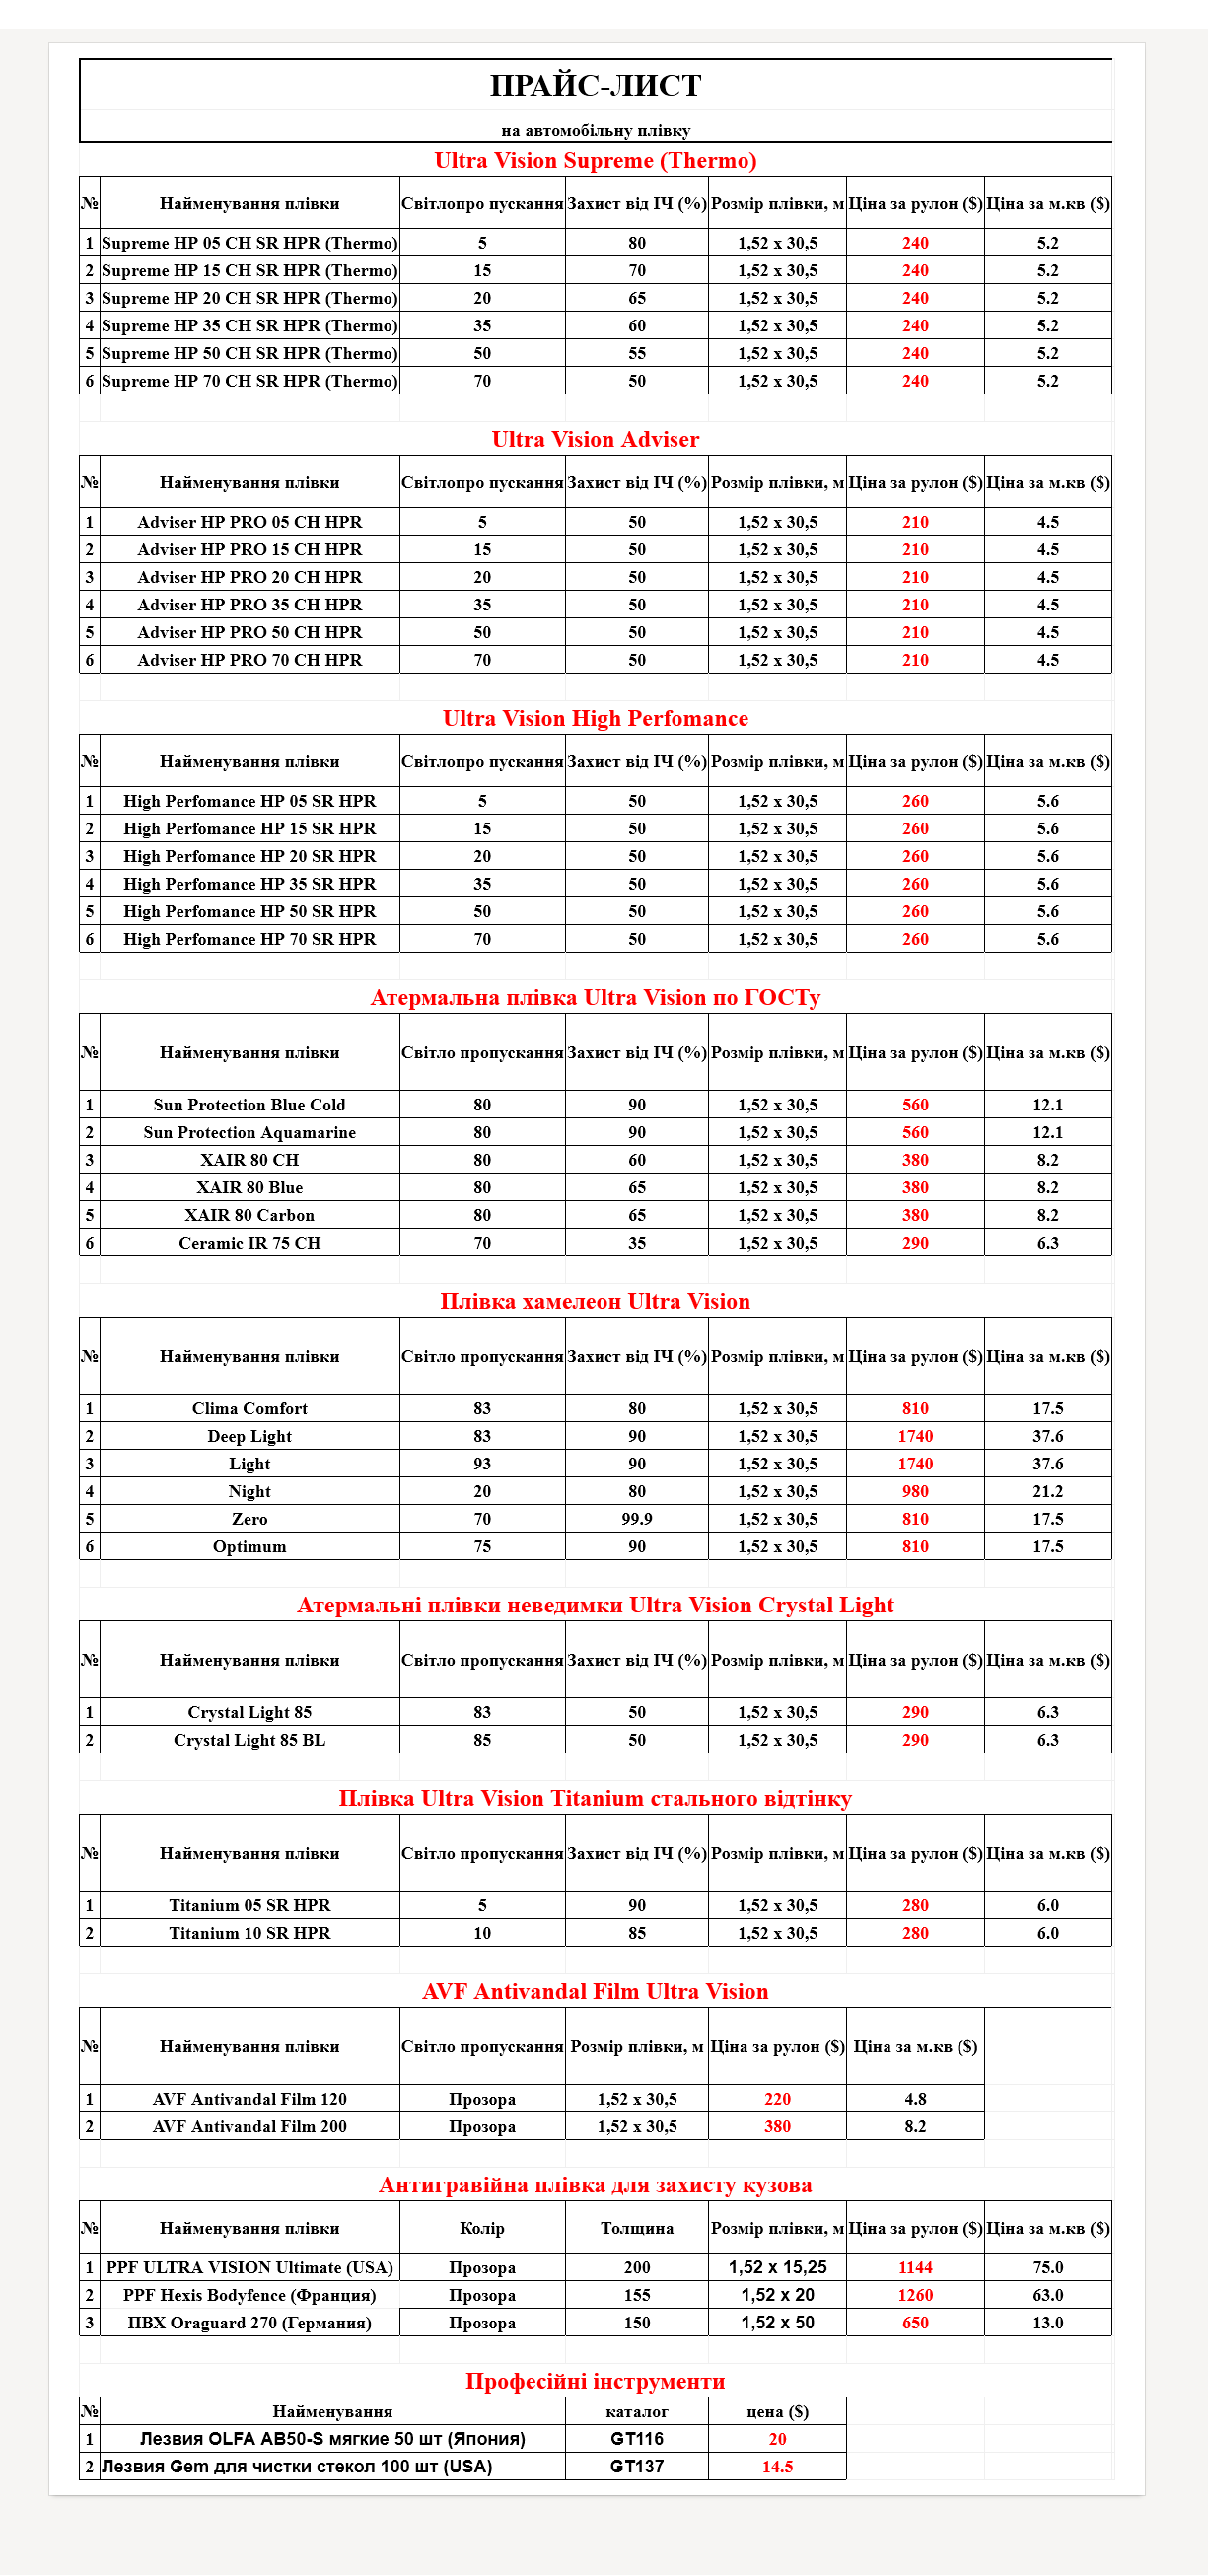 ПРАЙС-ЛИСТ
на автомобільну плівку
Ultra Vision Supreme (Thermo)
№ Найменування плівки Світлопро пускання Захист від ІЧ (%) Розмір плівки, м Ціна за рулон ($) Ціна за м.кв ($)
1 Supreme HP 05 CH SR HPR (Thermo) 5 80 1,52 x 30,5 240 5.2
2 Supreme HP 15 CH SR HPR (Thermo) 15 70 1,52 x 30,5 240 5.2
3 Supreme HP 20 CH SR HPR (Thermo) 20 65 1,52 x 30,5 240 5.2
4 Supreme HP 35 CH SR HPR (Thermo) 35 60 1,52 x 30,5 240 5.2
5 Supreme HP 50 CH SR HPR (Thermo) 50 55 1,52 x 30,5 240 5.2
6 Supreme HP 70 CH SR HPR (Thermo) 70 50 1,52 x 30,5 240 5.2
Ultra Vision Adviser
№ Найменування плівки Світлопро пускання Захист від ІЧ (%) Розмір плівки, м Ціна за рулон ($) Ціна за м.кв ($)
1 Adviser HP PRO 05 CH HPR 5 50 1,52 x 30,5 210 4.5
2 Adviser HP PRO 15 CH HPR 15 50 1,52 x 30,5 210 4.5
3 Adviser HP PRO 20 CH HPR 20 50 1,52 x 30,5 210 4.5
4 Adviser HP PRO 35 CH HPR 35 50 1,52 x 30,5 210 4.5
5 Adviser HP PRO 50 CH HPR 50 50 1,52 x 30,5 210 4.5
6 Adviser HP PRO 70 CH HPR 70 50 1,52 x 30,5 210 4.5
Ultra Vision High Perfomance
№ Найменування плівки Світлопро пускання Захист від ІЧ (%) Розмір плівки, м Ціна за рулон ($) Ціна за м.кв ($)
1 High Perfomance HP 05 SR HPR 5 50 1,52 x 30,5 260 5.6
2 High Perfomance HP 15 SR HPR 15 50 1,52 x 30,5 260 5.6
3 High Perfomance HP 20 SR HPR 20 50 1,52 x 30,5 260 5.6
4 High Perfomance HP 35 SR HPR 35 50 1,52 x 30,5 260 5.6
5 High Perfomance HP 50 SR HPR 50 50 1,52 x 30,5 260 5.6
6 High Perfomance HP 70 SR HPR 70 50 1,52 x 30,5 260 5.6
Атермальна плівка Ultra Vision по ГОСТу
№ Найменування плівки Світло пропускання Захист від ІЧ (%) Розмір плівки, м Ціна за рулон ($) Ціна за м.кв ($)
1 Sun Protection Blue Cold 80 90 1,52 x 30,5 560 12.1
2 Sun Protection Aquamarine 80 90 1,52 x 30,5 560 12.1
3 XAIR 80 CH 80 60 1,52 x 30,5 380 8.2
4 XAIR 80 Blue 80 65 1,52 x 30,5 380 8.2
5 XAIR 80 Carbon 80 65 1,52 x 30,5 380 8.2
6 Ceramic IR 75 CH 70 35 1,52 x 30,5 290 6.3
Плівка хамелеон Ultra Vision
№ Найменування плівки Світло пропускання Захист від ІЧ (%) Розмір плівки, м Ціна за рулон ($) Ціна за м.кв ($)
1 Clima Comfort 83 80 1,52 x 30,5 810 17.5
2 Deep Light 83 90 1,52 x 30,5 1740 37.6
3 Light 93 90 1,52 x 30,5 1740 37.6
4 Night 20 80 1,52 x 30,5 980 21.2
5 Zero 70 99.9 1,52 x 30,5 810 17.5
6 Optimum 75 90 1,52 x 30,5 810 17.5
Атермальні плівки неведимки Ultra Vision Crystal Light
№ Найменування плівки Світло пропускання Захист від ІЧ (%) Розмір плівки, м Ціна за рулон ($) Ціна за м.кв ($)
1 Crystal Light 85 83 50 1,52 x 30,5 290 6.3
2 Crystal Light 85 BL 85 50 1,52 x 30,5 290 6.3
Плівка Ultra Vision Titanium стального відтінку
№ Найменування плівки Світло пропускання Захист від ІЧ (%) Розмір плівки, м Ціна за рулон ($) Ціна за м.кв ($)
1 Titanium 05 SR HPR 5 90 1,52 x 30,5 280 6.0
2 Titanium 10 SR HPR 10 85 1,52 x 30,5 280 6.0
AVF Antivandal Film Ultra Vision
№ Найменування плівки Світло пропускання Розмір плівки, м Ціна за рулон ($) Ціна за м.кв ($)
1 AVF Antivandal Film 120 Прозора 1,52 x 30,5 220 4.8
2 AVF Antivandal Film 200 Прозора 1,52 x 30,5 380 8.2
Антигравійна плівка для захисту кузова
№ Найменування плівки Колір Толщина Розмір плівки, м Ціна за рулон ($) Ціна за м.кв ($)
1 PPF ULTRA VISION Ultimate (USA) Прозора 200 1,52 x 15,25 1144 75.0
2 PPF Hexis Bodyfence (Франция) Прозора 155 1,52 x 20 1260 63.0
3 ПВХ Oraguard 270 (Германия) Прозора 150 1,52 x 50 650 13.0
Професійні інструменти
№ Найменування каталог цена ($)
1 Лезвия OLFA AB50-S мягкие 50 шт (Япония) GT116 20
2 Лезвия Gem для чистки стекол 100 шт (USA) GT137 14.5